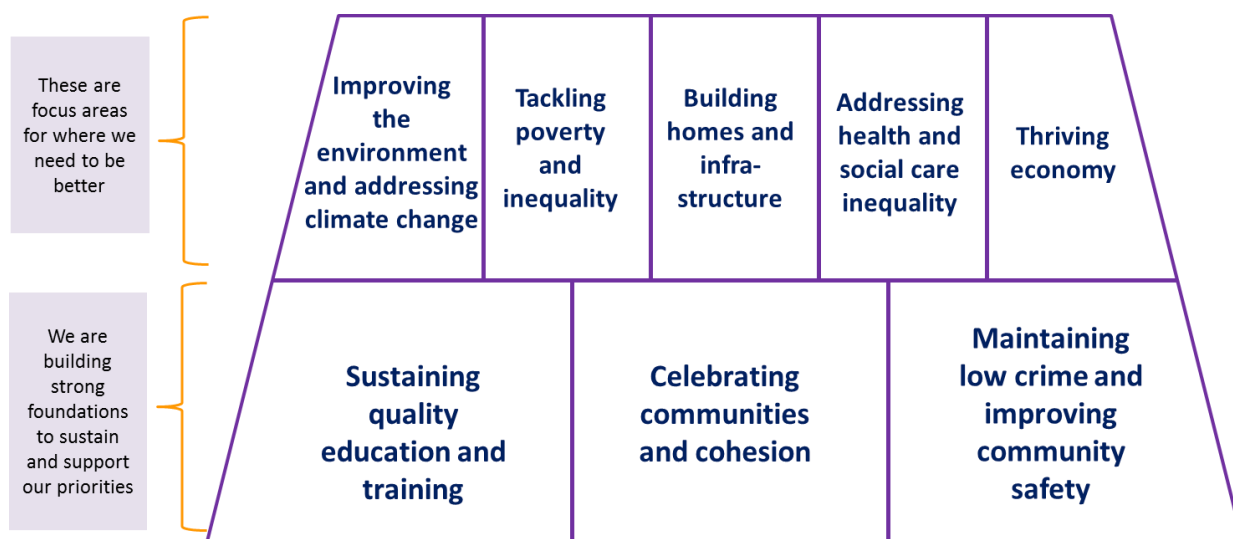 These are
focus areas
for where we
need to be
better
Improving
the
environment
and addressing
climate change
Tackling
poverty
and
inequality
Building
homes and
infra-
structure
Addressing
health and
social care
inequality
Thriving
economy
We are
building
strong
foundations
to sustain
and support
our priorities
Sustaining
quality
education and
training
Celebrating
communities
and cohesion
Maintaining
low crime and
improving
community
safety